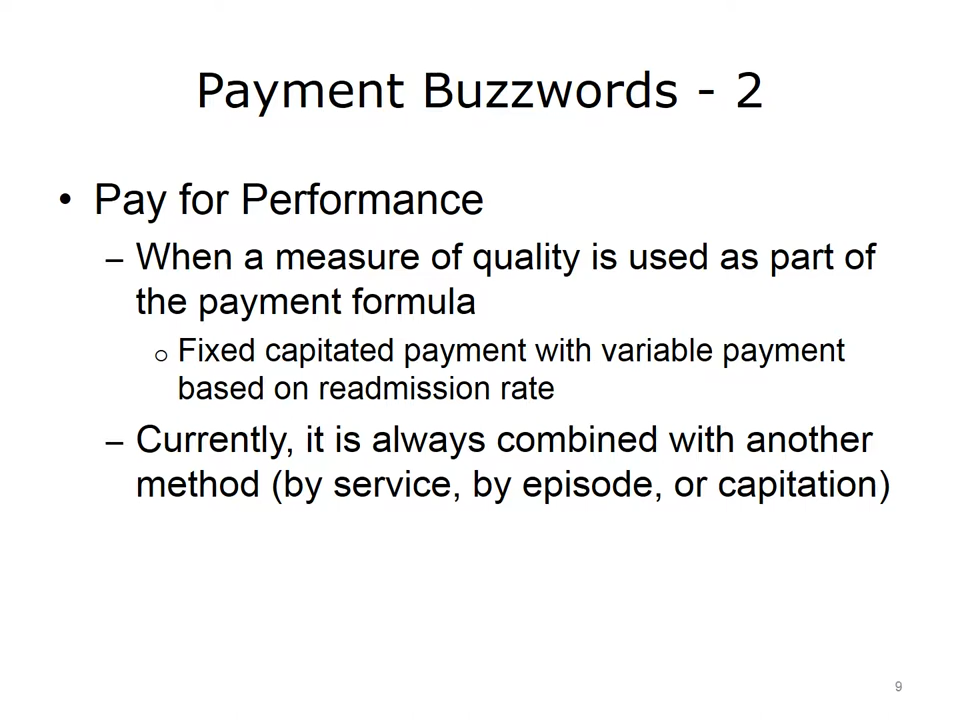 Payment Buzzwords - 2
• Pay for Performance
– When a measure of quality is used as part of
the payment formula
○ Fixed capitated payment with variable payment
based on readmission rate
– Currently, it is always combined with another
method (by service, by episode, or capitation)
9